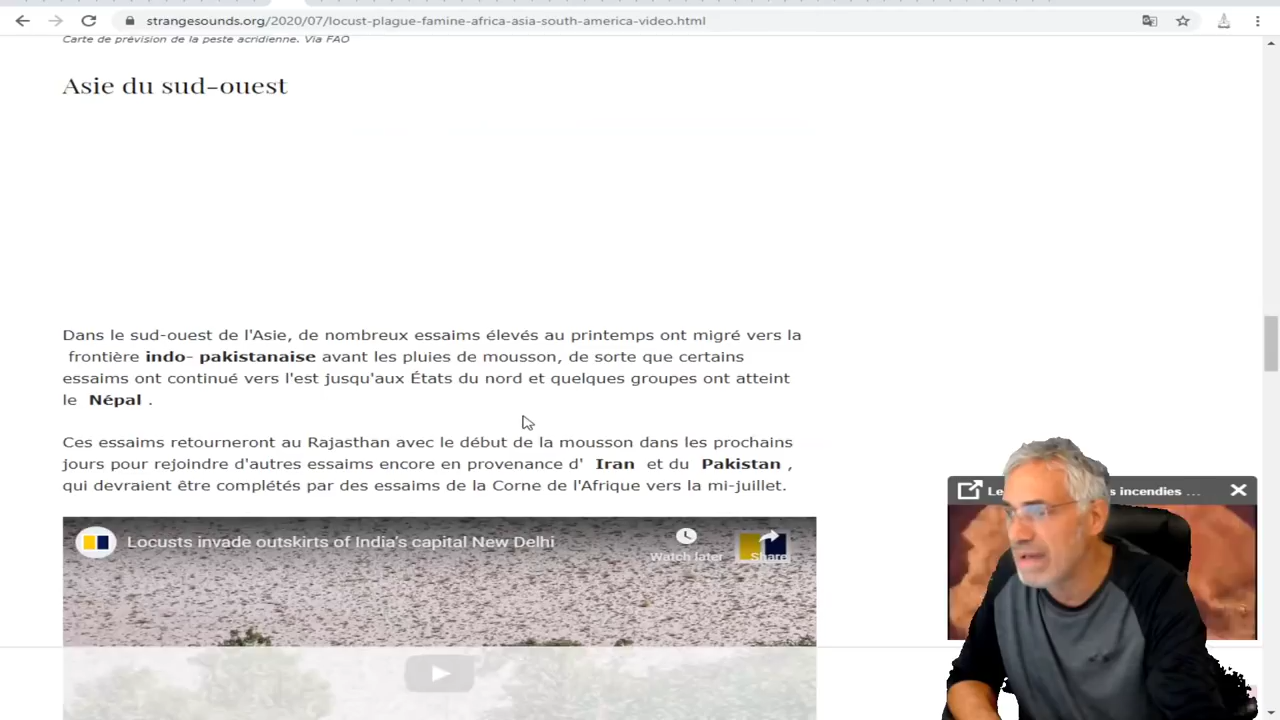 strangesounds.org/2020/07/locust-plague-famine-africa-asia-south-america-video.html
Carte de prévision de la peste acridienne. Via FAO
Asie du sud-ouest
Dans le sud-ouest de l'Asie, de nombreux essaims élevés au printemps ont migré vers la
frontière indo- pakistanaise avant les pluies de mousson, de sorte que certains
essaims ont continué vers l'est jusqu'aux États du nord et quelques groupes ont atteint
le Népal .
Ces essaims retourneront au Rajasthan avec le début de la mousson dans les prochains
jours pour rejoindre d'autres essaims encore en provenance d' Iran et du Pakistan ,
qui devraient être complétés par des essaims de la Corne de l'Afrique vers la mi-juillet.
Locusts invade outskirts of India's capital New Delhi
Watch later
Share
incendies ...